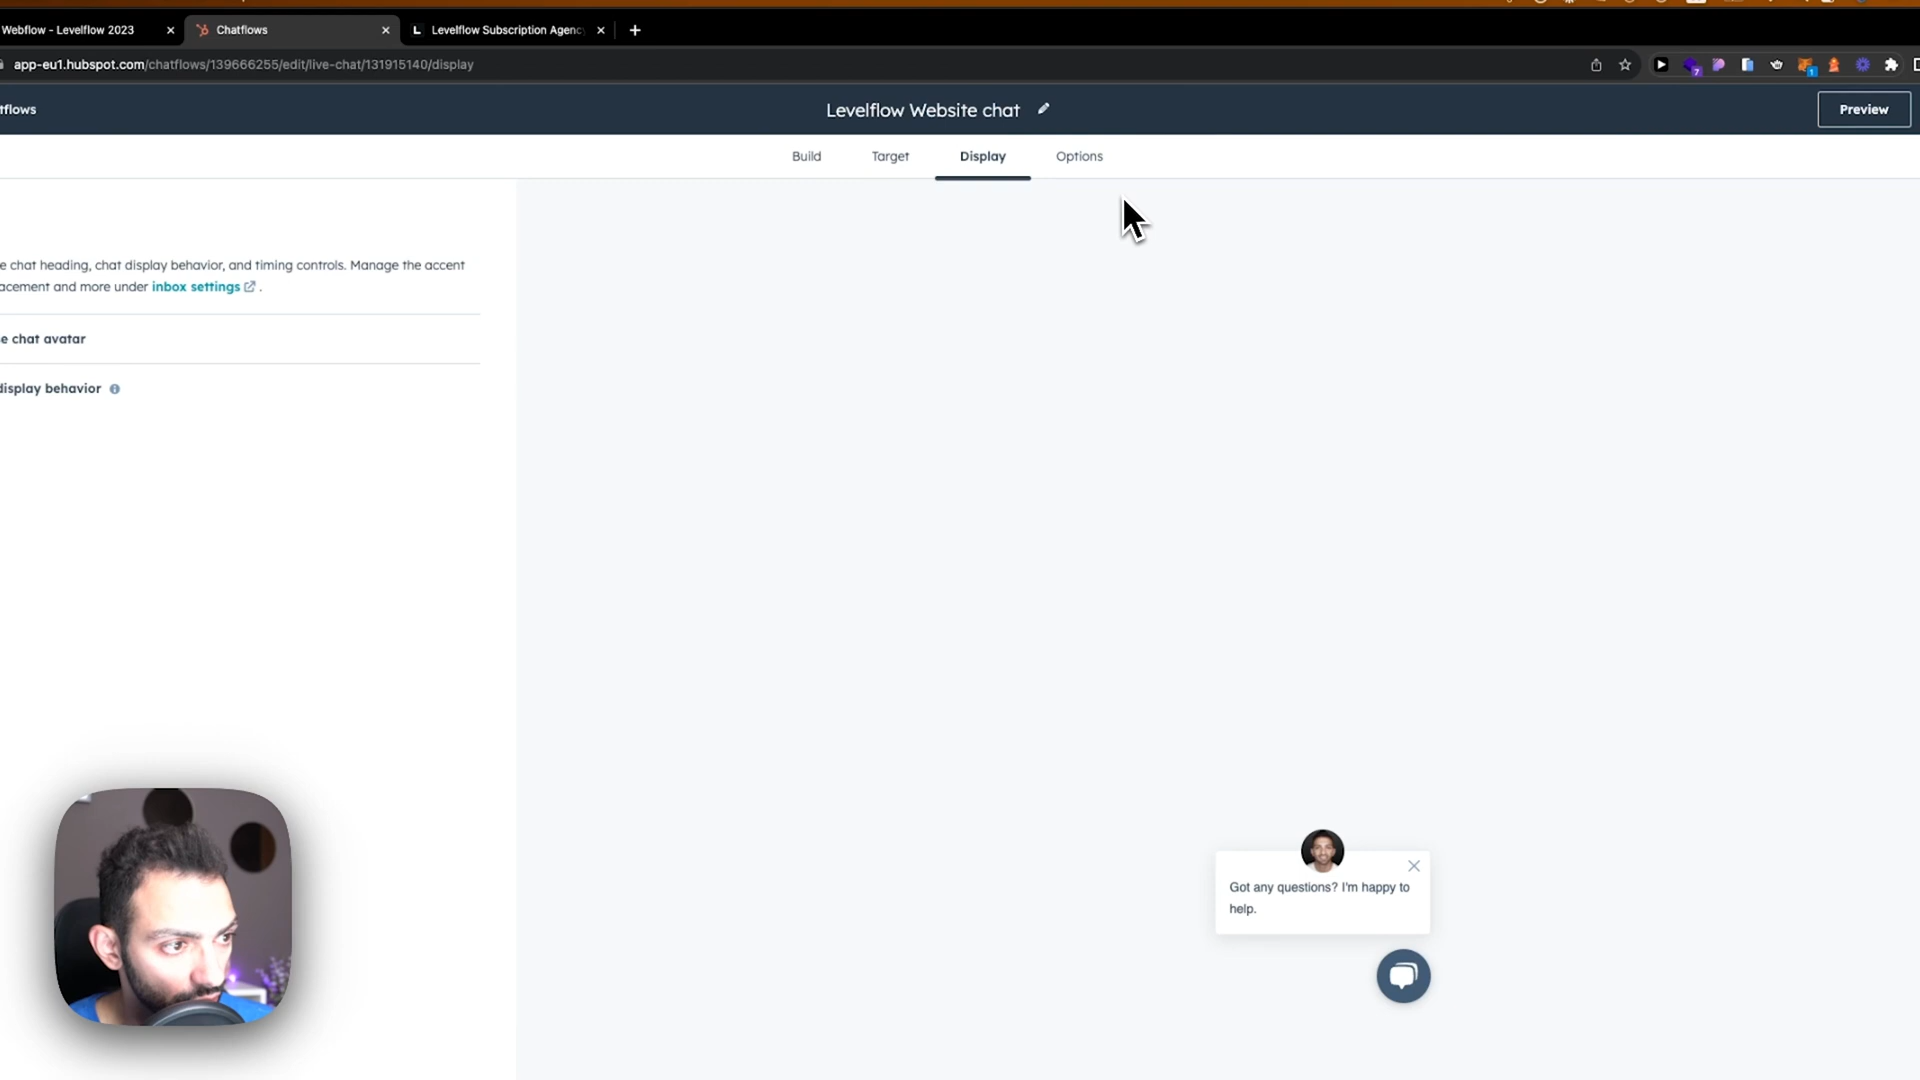 Webflow - Levelflow 2023
Chatflows
L Levelflow Subscription Agenc
app-eu1.hubspot.com/chatflows/139666255/edit/live-chat/131915140/display
7
1
tflows
Levelflow Website chat
Preview
Build
Target
Display
Options
e chat heading, chat display behavior, and timing controls. Manage the accent
acement and more under inbox settings .
e chat avatar
display behavior
Got any questions? I'm happy to
help.